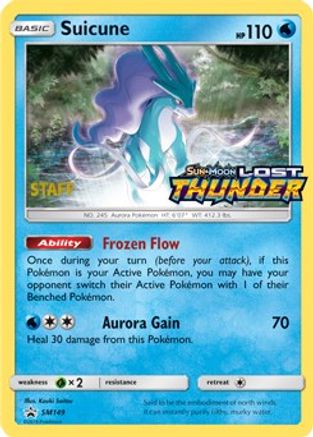 BASIC Suicune HP 110
STAFF
SUN & MOON LOST
THUNDER
NO. 245 Aurora Pokémon HT: 6'07" WT: 412.3 lbs.
Ability Frozen Flow
Once during your turn (before your attack), if
this Pokémon is your Active Pokémon, you may have your
opponent switch their Active Pokémon with 1 of their
Benched Pokémon.
Aurora Gain 70
Heal 30 damage from this Pokémon.
weakness ×2 resistance retreat
Illus. Kouki Saitou
SM149
©2018 Pokémon
Said to be the embodiment of north winds,
it can instantly purify filthy, murky water.
PROMO